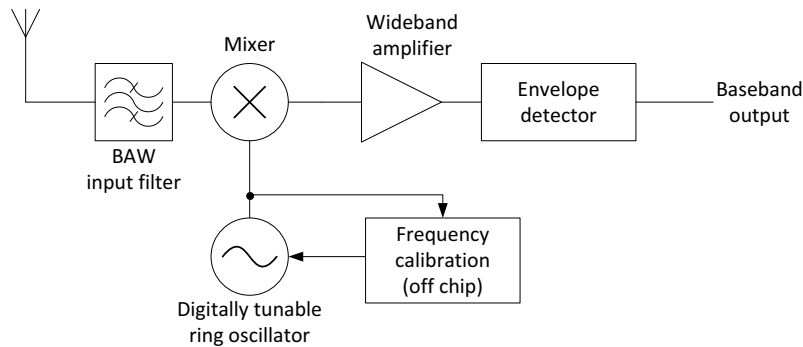 Mixer
Wideband
amplifier
BAW
input filter
Envelope
detector
Baseband
output
Frequency
calibration
(off chip)
Digitally tunable
ring oscillator